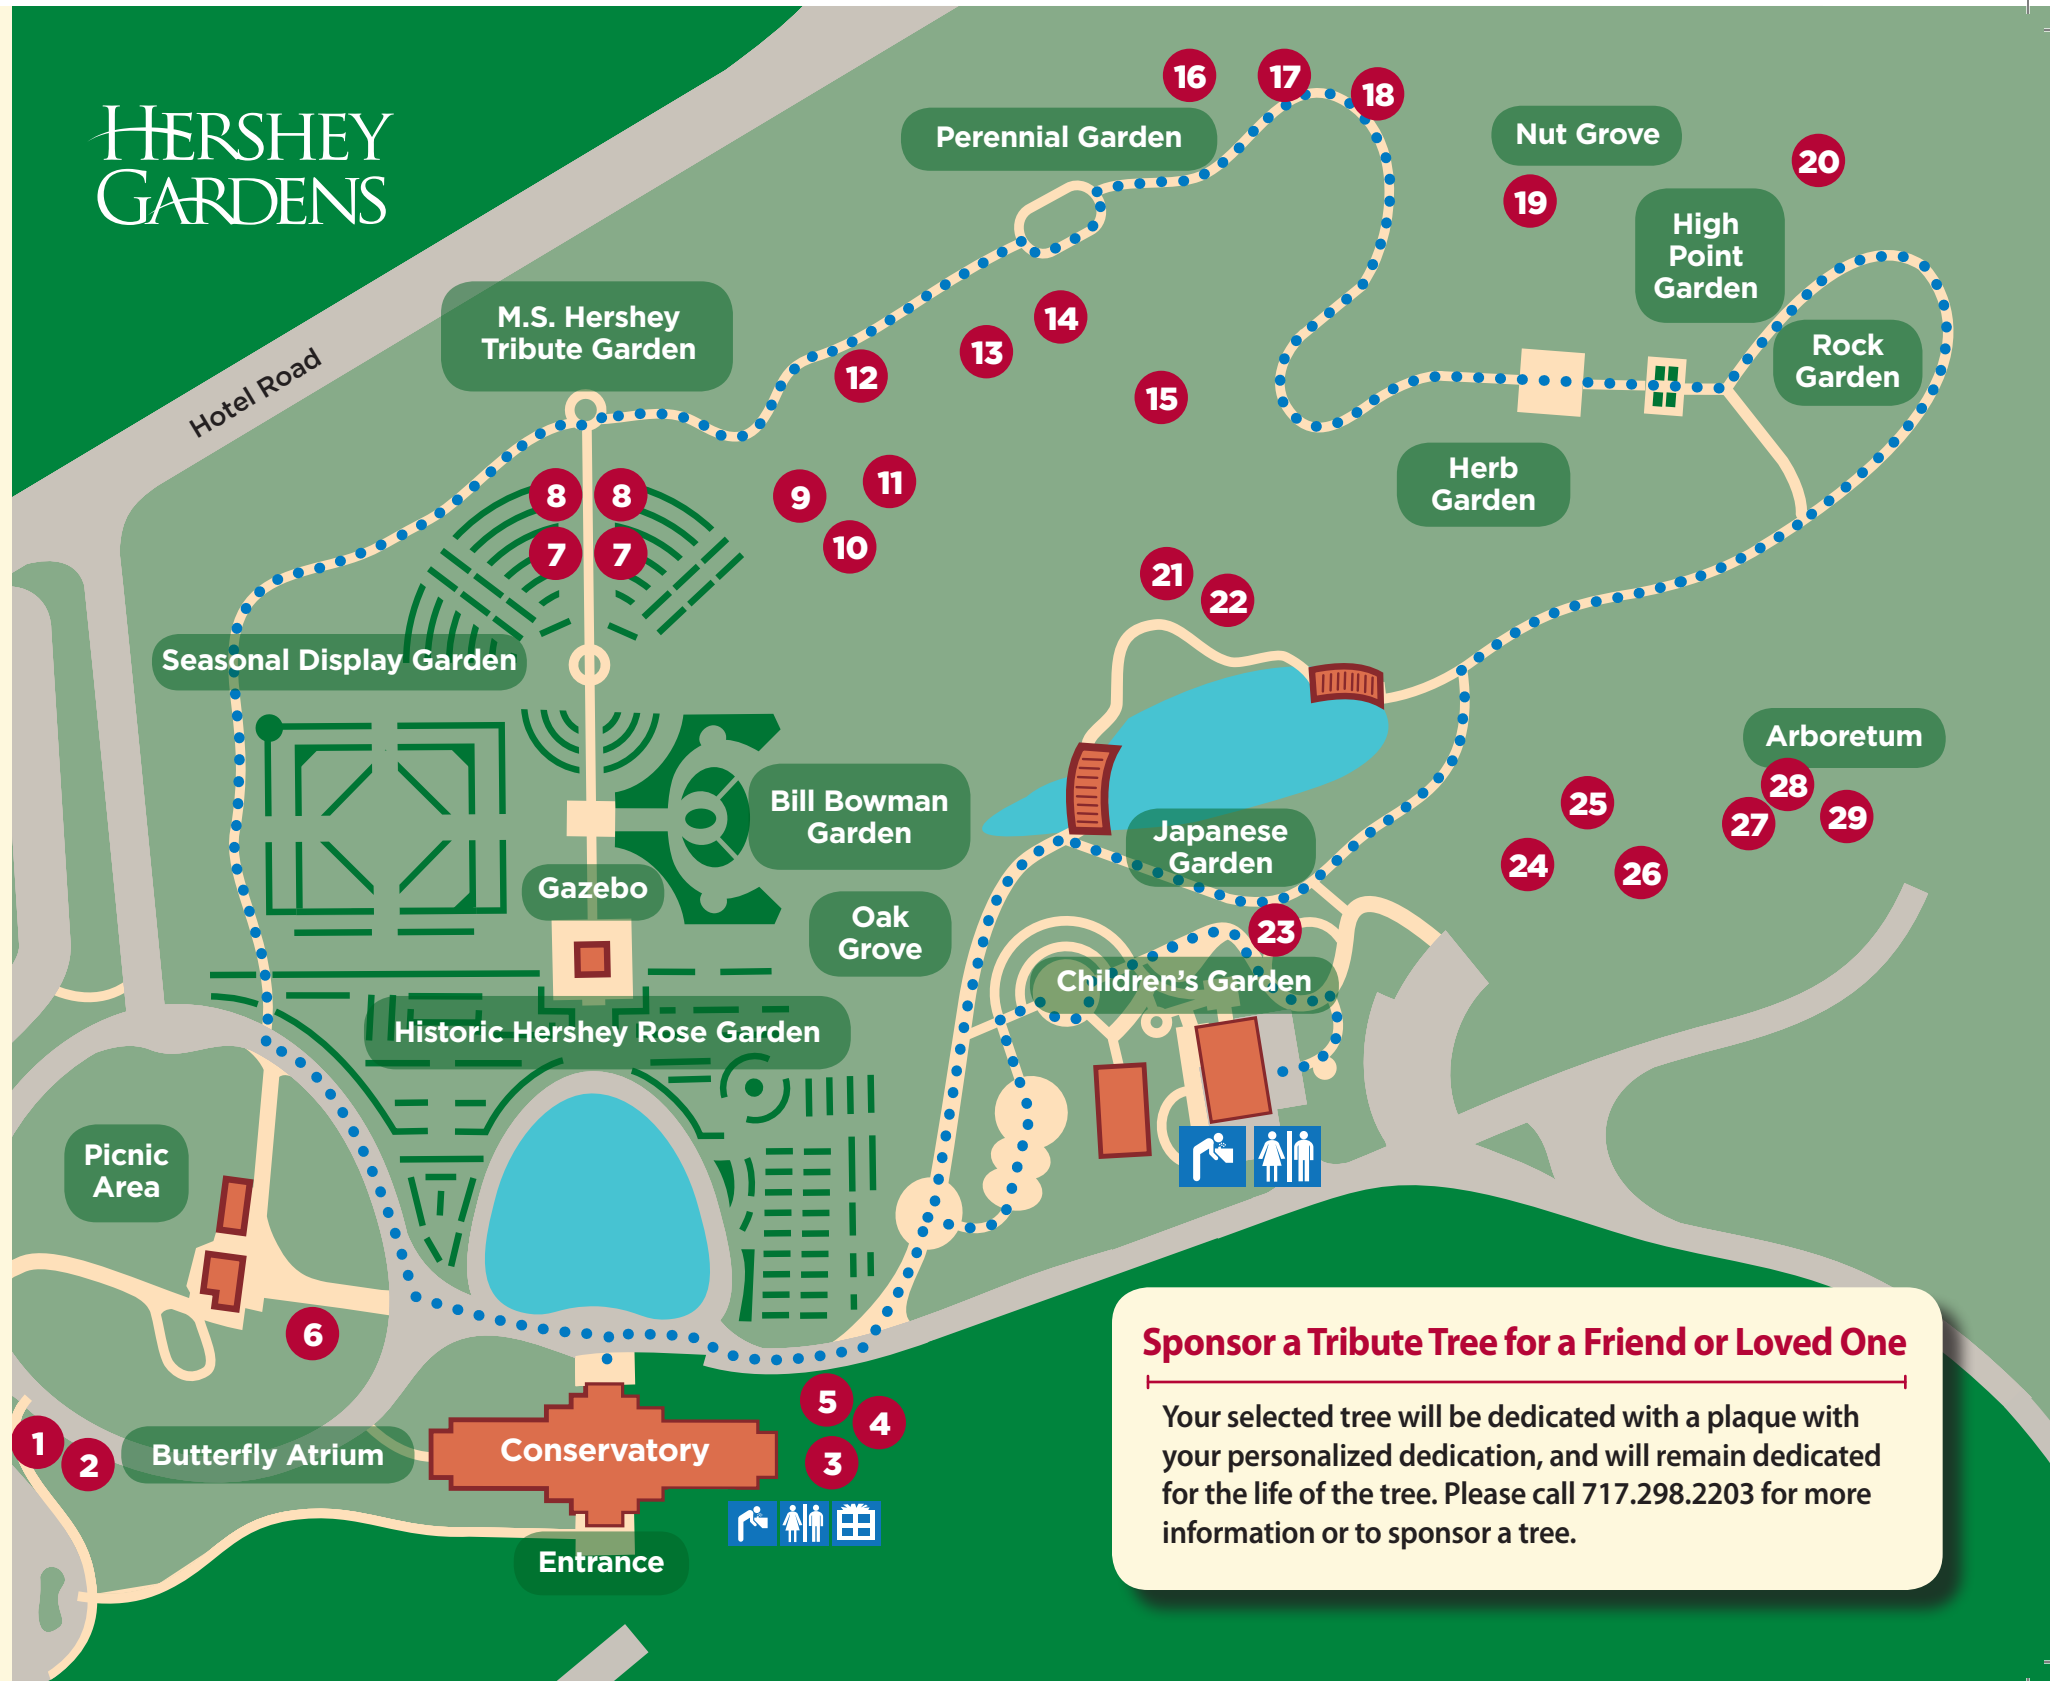 HERSHEY
GARDENS
Hotel Road
16
17
18
Perennial Garden
Nut Grove
20
19
High
Point
Garden
M.S. Hershey
Tribute Garden
14
13
12
15
Rock
Garden
8
8
9
11
7
7
10
Herb
Garden
21
22
Seasonal Display Garden
Arboretum
Bill Bowman
Garden
25
28
27
29
Japanese
Garden
24
26
Gazebo
Oak
Grove
23
Children's Garden
Historic Hershey Rose Garden
Picnic
Area
6
5
4
3
1
2
Butterfly Atrium
Conservatory
Entrance
Sponsor a Tribute Tree for a Friend or Loved One
Your selected tree will be dedicated with a plaque with
your personalized dedication, and will remain dedicated
for the life of the tree. Please call 717.298.2203 for more
information or to sponsor a tree.